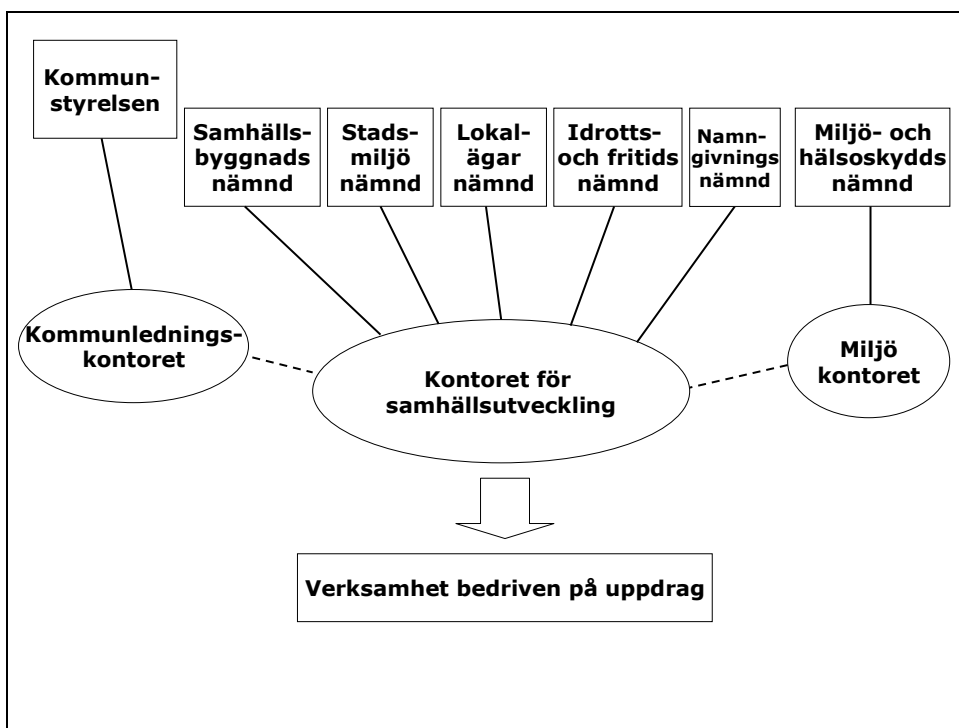 Kommun-
styrelsen
Samhälls-
byggnads
nämnd
Stads-
miljö
nämnd
Lokal-
ägar
nämnd
Idrotts-
och fritids
nämnd
Namn-
givnings
nämnd
Miljö- och
hälsoskydds
nämnd
Kommunlednings-
kontoret
Kontoret för
samhällsutveckling
Miljö
kontoret
Verksamhet bedriven på uppdrag